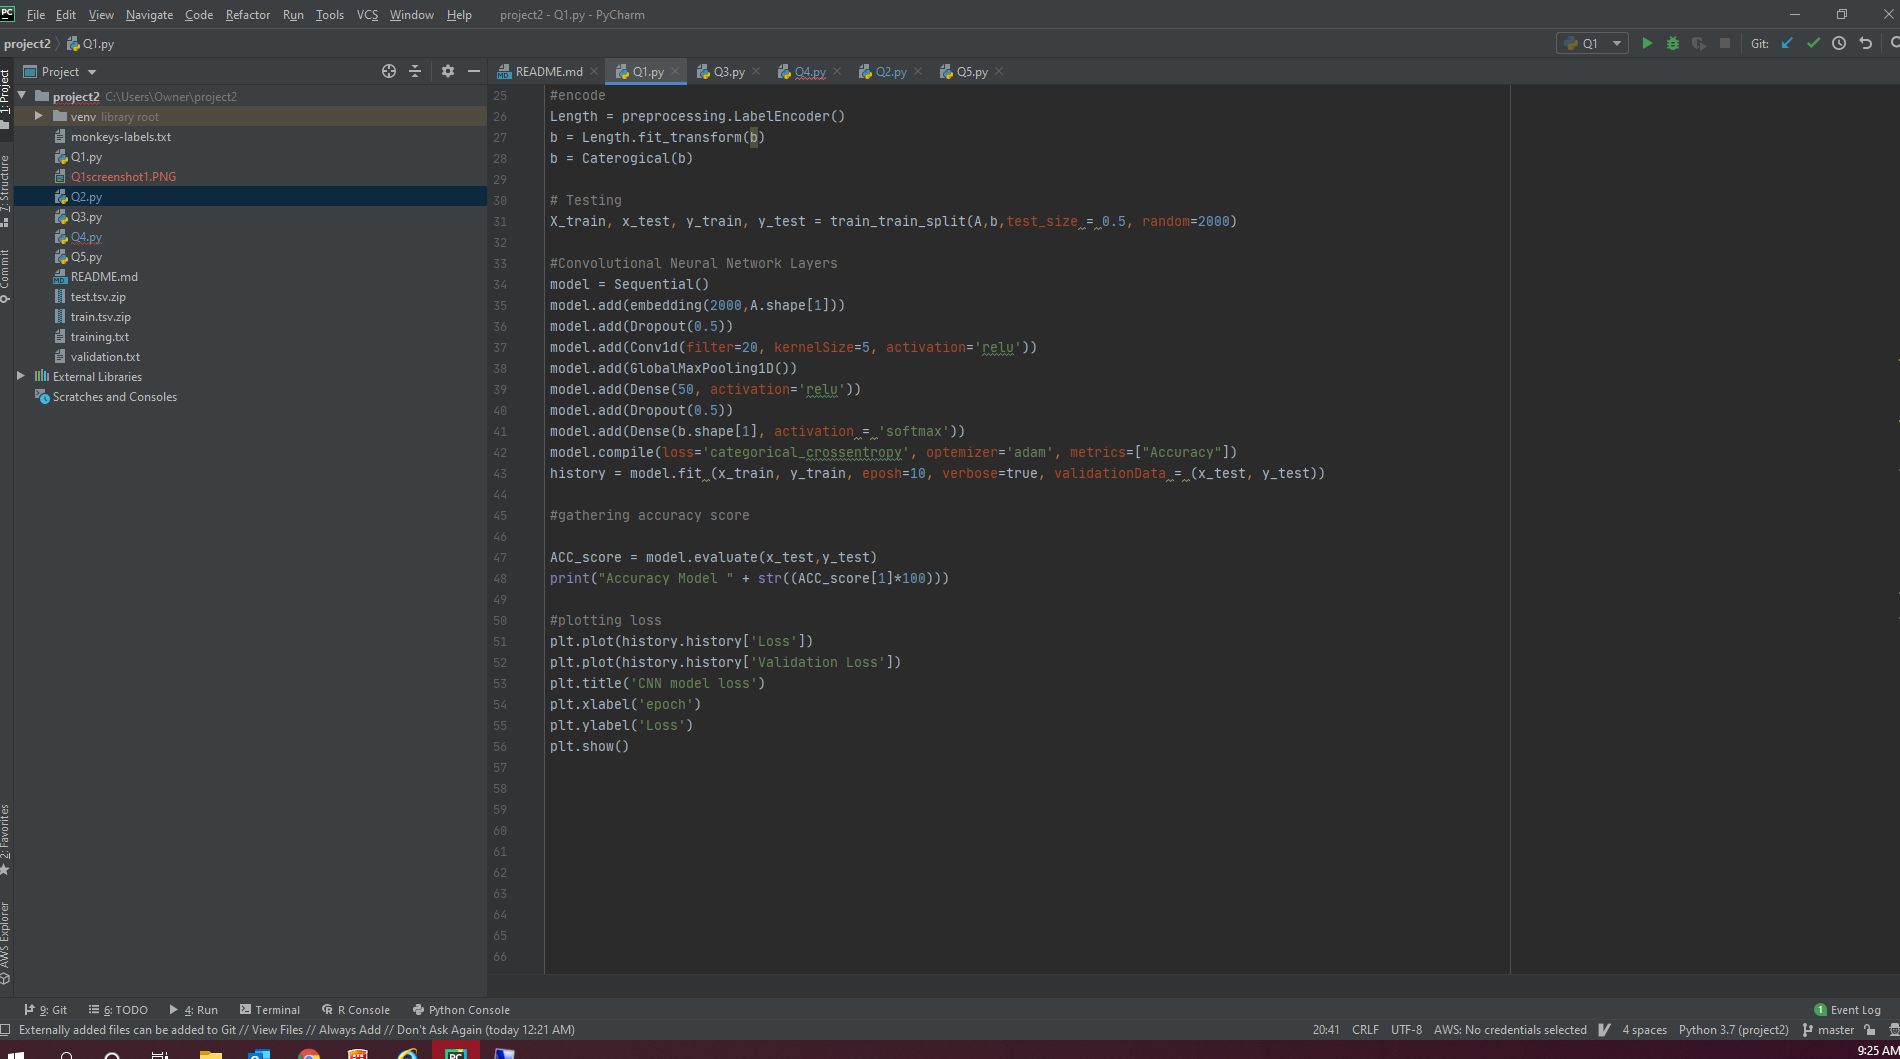 PC File Edit View Navigate Code Refactor Run Tools VCS Window Help project2 - Q1.py - PyCharm
project2 Q1.py Q1 Git:
Project README.md Q1.py Q3.py Q4.py Q2.py Q5.py
1: Project
7: Structure
Commit
2: Favorites
AWS Explorer
project2 C:\Users\Owner\project2
venv library root
monkeys-labels.txt
Q1.py
Q1screenshot1.PNG
Q2.py
Q3.py
Q4.py
Q5.py
README.md
test.tsv.zip
train.tsv.zip
training.txt
validation.txt
External Libraries
Scratches and Consoles
25 #encode
26 Length = preprocessing.LabelEncoder()
27 b = Length.fit_transform(b)
28 b = Caterogical(b)
29
30 # Testing
31 X_train, x_test, y_train, y_test = train_train_split(A,b,test_size = 0.5, random=2000)
32
33 #Convolutional Neural Network Layers
34 model = Sequential()
35 model.add(embedding(2000,A.shape[1]))
36 model.add(Dropout(0.5))
37 model.add(Conv1d(filter=20, kernelSize=5, activation='relu'))
38 model.add(GlobalMaxPooling1D())
39 model.add(Dense(50, activation='relu'))
40 model.add(Dropout(0.5))
41 model.add(Dense(b.shape[1], activation = 'softmax'))
42 model.compile(loss='categorical_crossentropy', optemizer='adam', metrics=["Accuracy"])
43 history = model.fit (x_train, y_train, eposh=10, verbose=true, validationData = (x_test, y_test))
44
45 #gathering accuracy score
46
47 ACC_score = model.evaluate(x_test,y_test)
48 print("Accuracy Model " + str((ACC_score[1]*100)))
49
50 #plotting loss
51 plt.plot(history.history['Loss'])
52 plt.plot(history.history['Validation Loss'])
53 plt.title('CNN model loss')
54 plt.xlabel('epoch')
55 plt.ylabel('Loss')
56 plt.show()
57
58
59
60
61
62
63
64
65
66
9: Git 6: TODO 4: Run Terminal R Console Python Console 1 Event Log
Externally added files can be added to Git // View Files // Always Add // Don't Ask Again (today 12:21 AM) 20:41 CRLF UTF-8 AWS: No credentials selected 4 spaces Python 3.7 (project2) master
PC 9:25 AM